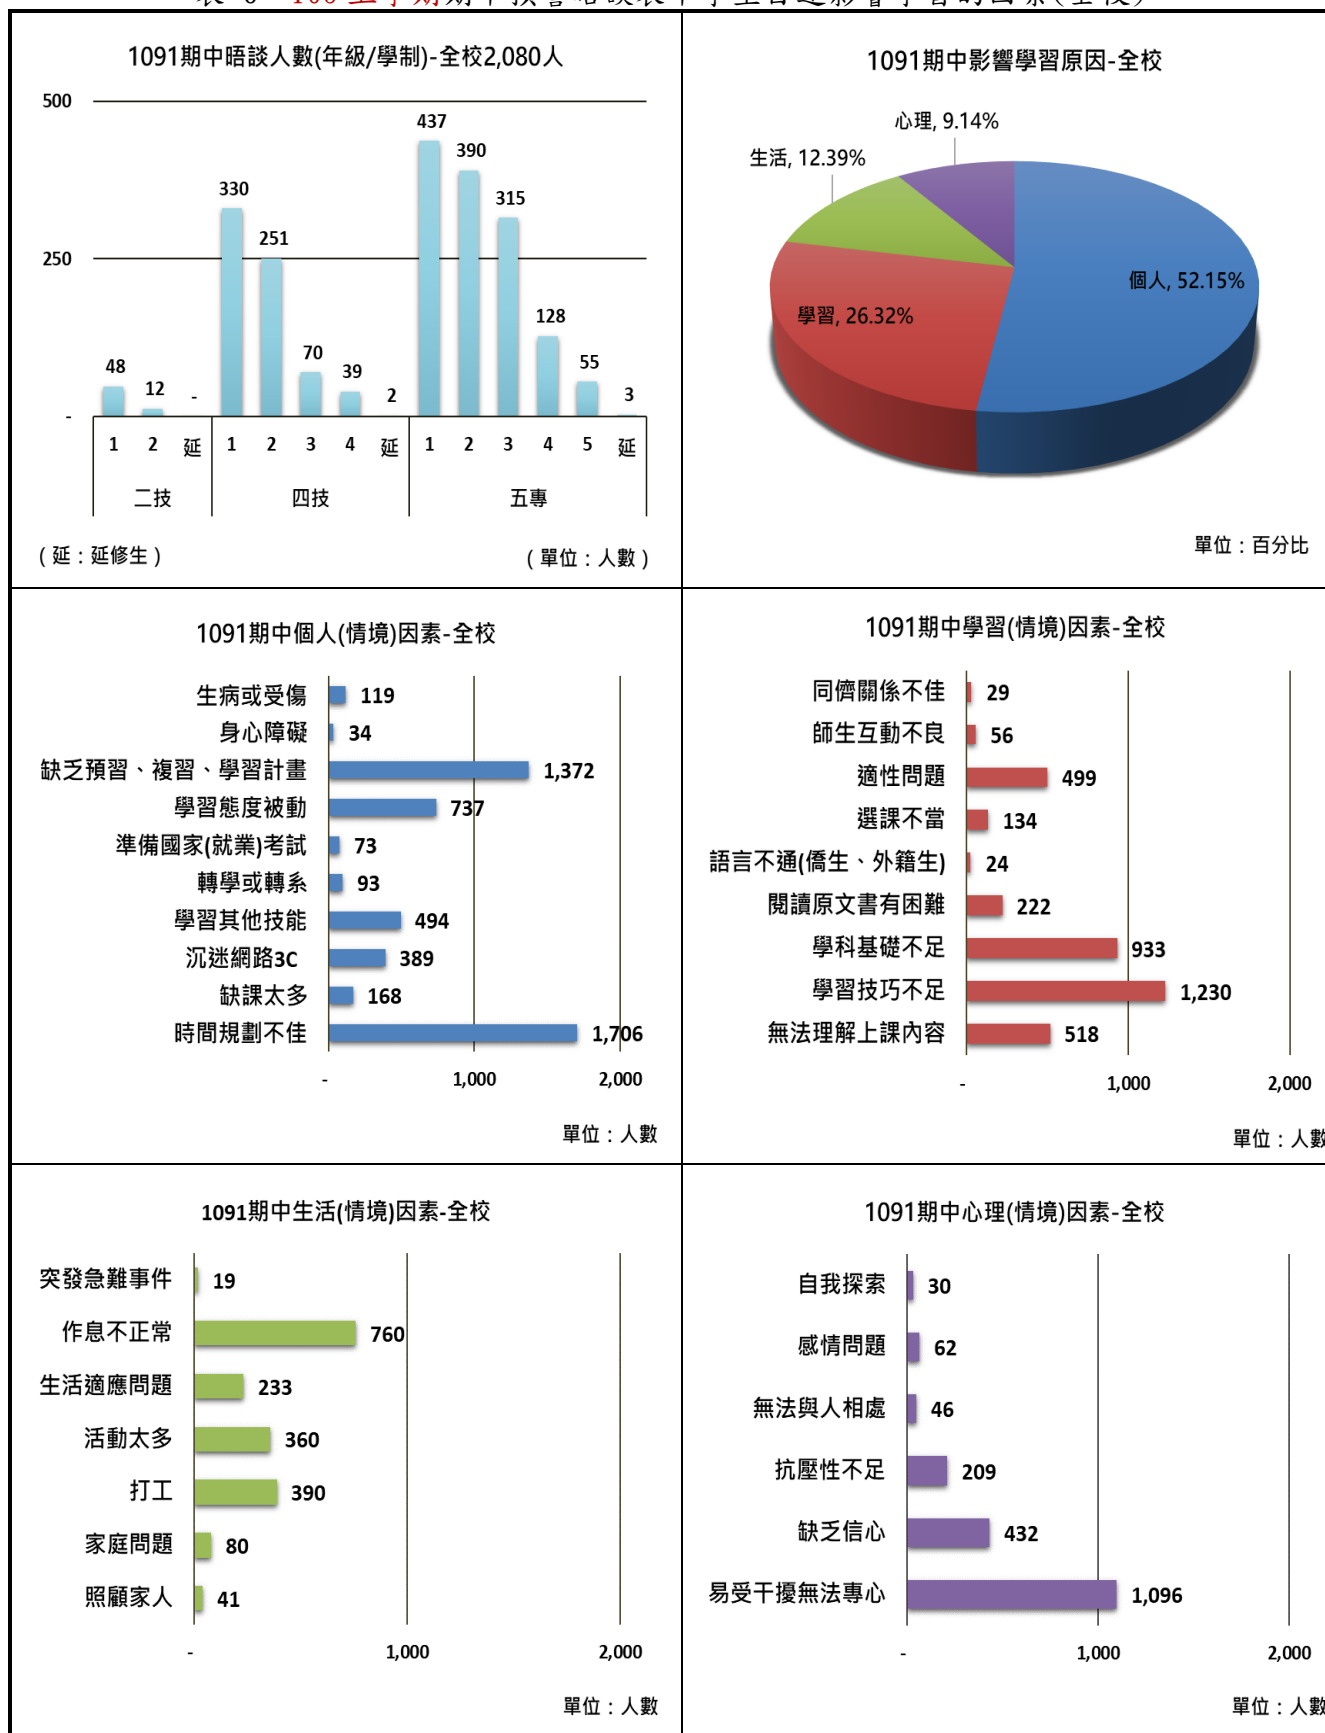 1091期中晤談人數(年級/學制)-全校2,080人
500
250
-
48
12
-
330
251
70
39
2
437
390
315
128
55
3
1 2 延 1 2 3 4 延 1 2 3 4 5 延
二技 四技 五專
(延：延修生)
(單位：人數)
1091期中影響學習原因-全校
心理, 9.14%
生活, 12.39%
個人, 52.15%
學習, 26.32%
單位：百分比
1091期中個人(情境)因素-全校
生病或受傷 119
身心障礙 34
缺乏預習、複習、學習計畫 1,372
學習態度被動 737
準備國家(就業)考試 73
轉學或轉系 93
學習其他技能 494
沉迷網路3C 389
缺課太多 168
時間規劃不佳 1,706
- 1,000 2,000
單位：人數
1091期中學習(情境)因素-全校
同儕關係不佳 29
師生互動不良 56
適性問題 499
選課不當 134
語言不通(僑生、外籍生) 24
閱讀原文書有困難 222
學科基礎不足 933
學習技巧不足 1,230
無法理解上課內容 518
- 1,000 2,000
單位：人數
1091期中生活(情境)因素-全校
突發急難事件 19
作息不正常 760
生活適應問題 233
活動太多 360
打工 390
家庭問題 80
照顧家人 41
- 1,000 2,000
單位：人數
1091期中心理(情境)因素-全校
自我探索 30
感情問題 62
無法與人相處 46
抗壓性不足 209
缺乏信心 432
易受干擾無法專心 1,096
- 1,000 2,000
單位：人數